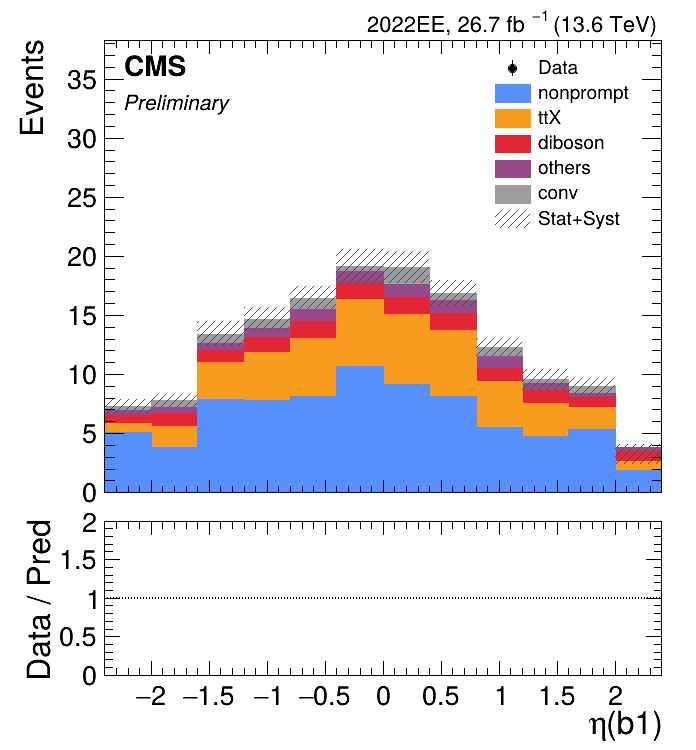 2022EE, 26.7 fb⁻¹ (13.6 TeV)
CMS
Preliminary
Events
35
30
25
20
15
10
5
0
Data
nonprompt
ttX
diboson
others
conv
Stat+Syst
Data / Pred
2
1.5
1
0.5
0
−2 −1.5 −1 −0.5 0 0.5 1 1.5 2
η(b1)